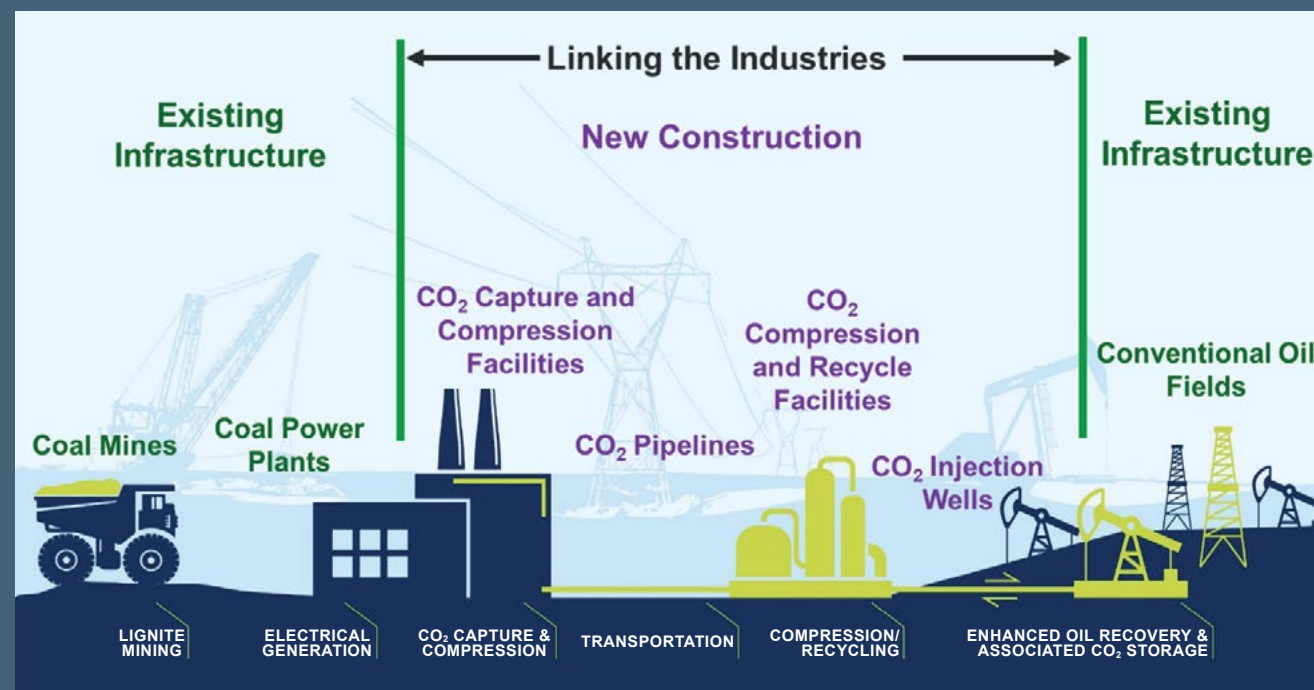 Linking the Industries
Existing
Infrastructure
New Construction
Existing
Infrastructure
CO₂ Capture and
Compression
Facilities
CO₂
Compression
and Recycle
Facilities
Conventional Oil
Fields
Coal Mines
Coal Power
Plants
CO₂ Pipelines
CO₂ Injection
Wells
LIGNITE
MINING
ELECTRICAL
GENERATION
CO₂ CAPTURE &
COMPRESSION
TRANSPORTATION
COMPRESSION/
RECYCLING
ENHANCED OIL RECOVERY &
ASSOCIATED CO₂ STORAGE